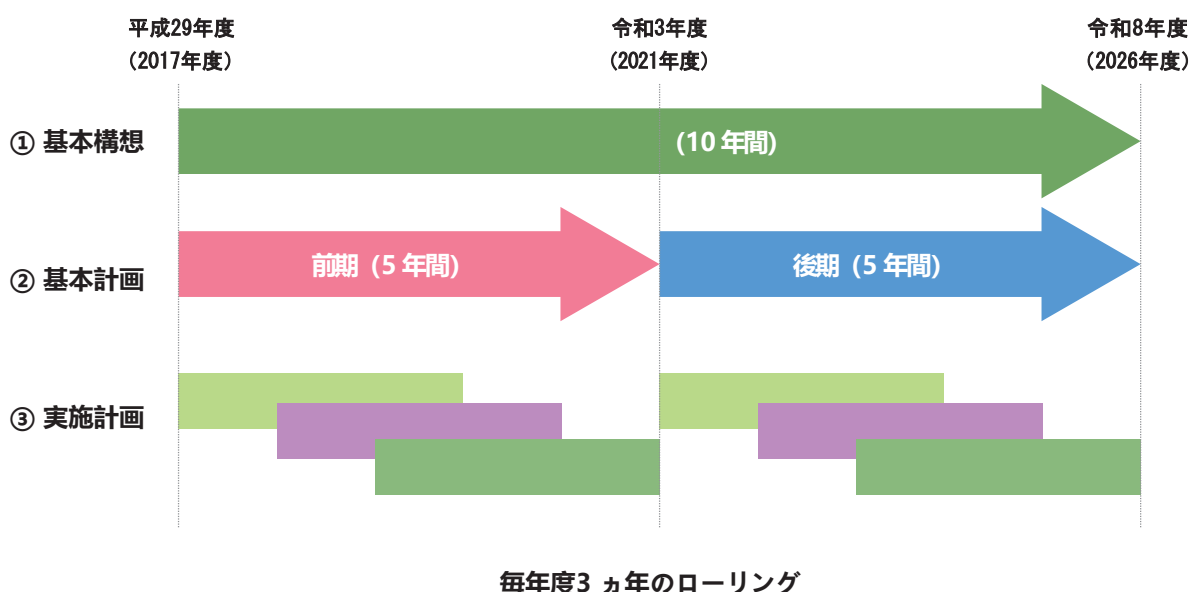 平成29年度
（2017年度）
令和3年度
（2021年度）
令和8年度
（2026年度）
① 基本構想
(10 年間)
② 基本計画
前期（5 年間）
後期（5 年間）
③ 実施計画
毎年度3 ヵ年のローリング